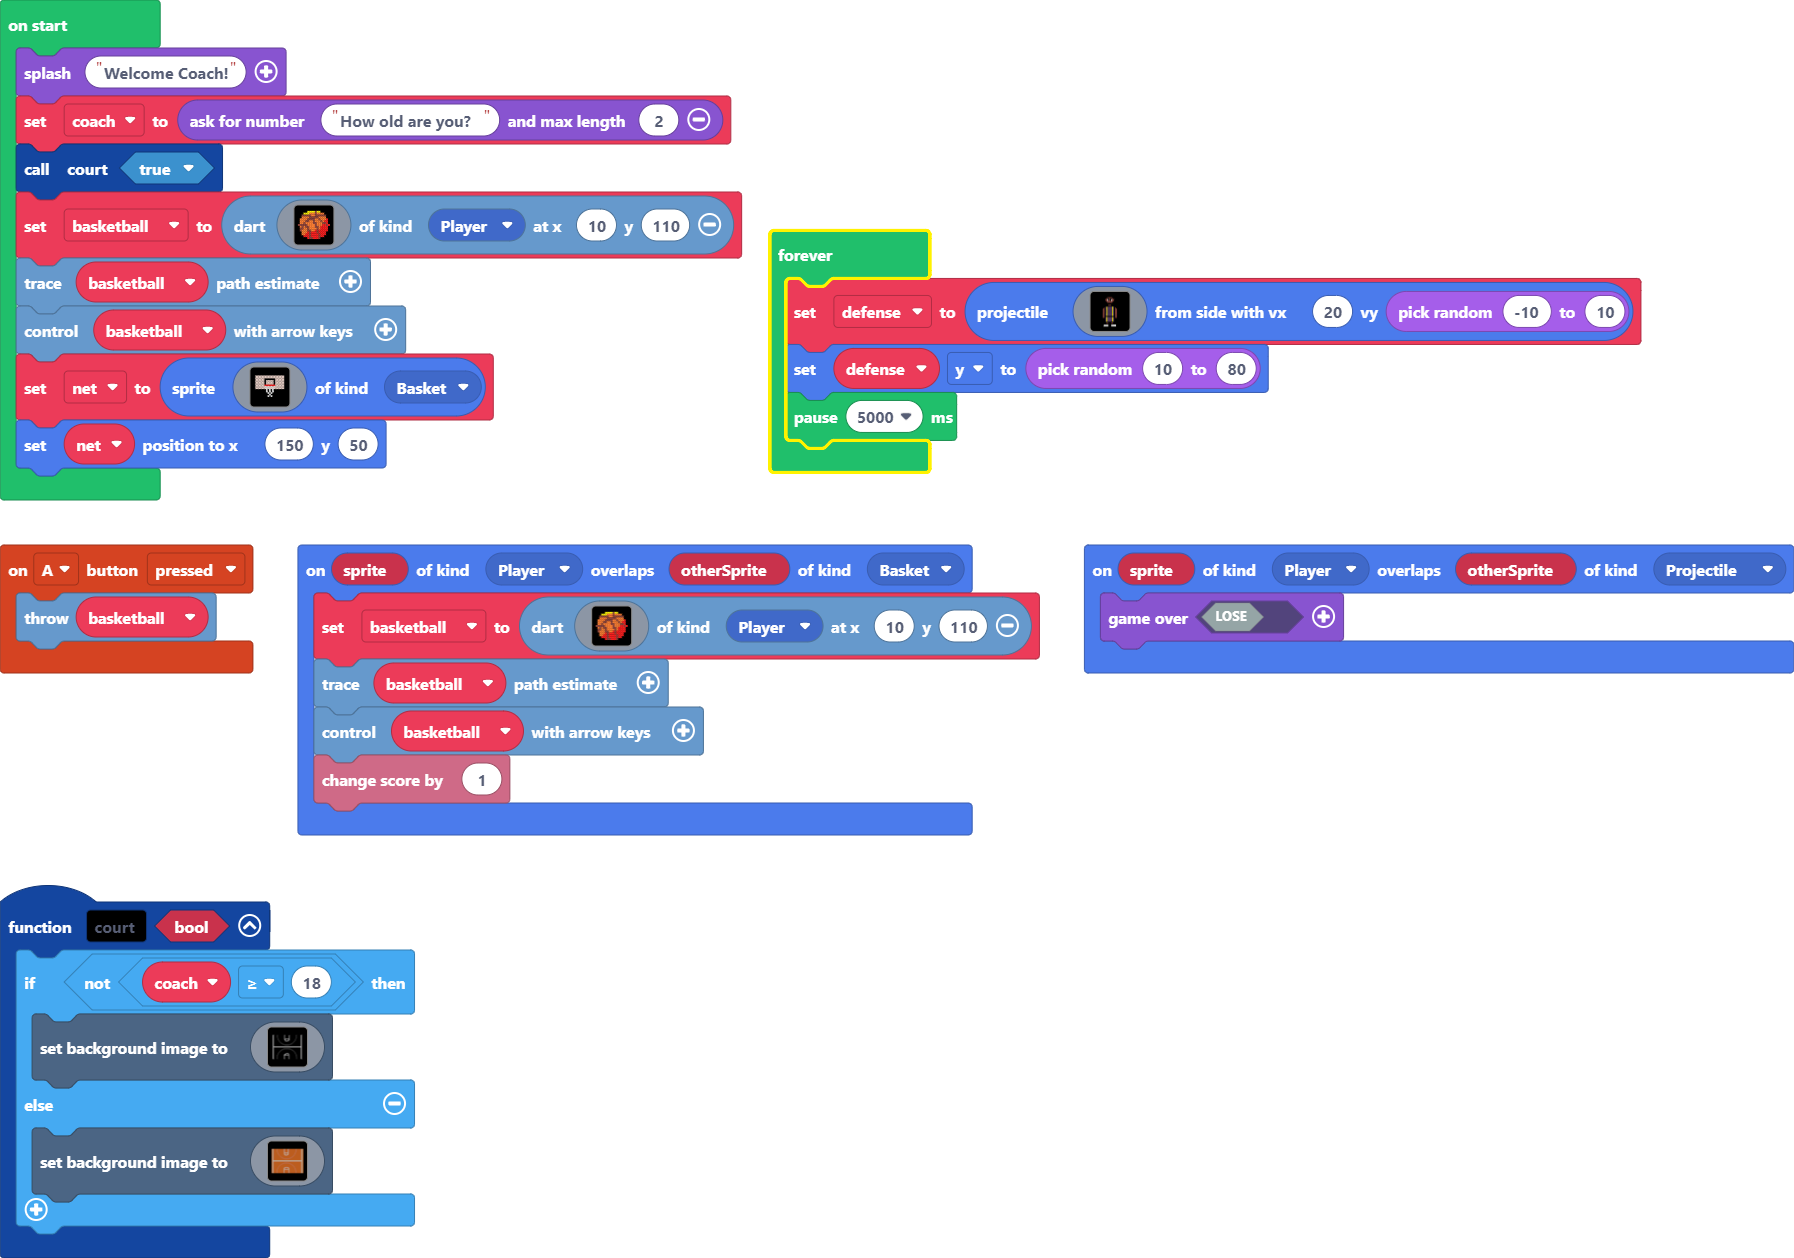 on start
splash "Welcome Coach!"
set coach to ask for number "How old are you? " and max length 2
call court true
set basketball to dart of kind Player at x 10 y 110
trace basketball path estimate
control basketball with arrow keys
set net to sprite of kind Basket
set net position to x 150 y 50
forever
set defense to projectile from side with vx 20 vy pick random -10 to 10
set defense y to pick random 10 to 80
pause 5000 ms
on A button pressed
throw basketball
on sprite of kind Player overlaps otherSprite of kind Basket
set basketball to dart of kind Player at x 10 y 110
trace basketball path estimate
control basketball with arrow keys
change score by 1
on sprite of kind Player overlaps otherSprite of kind Projectile
game over LOSE
function court bool
if not coach ≥ 18 then
set background image to
else
set background image to